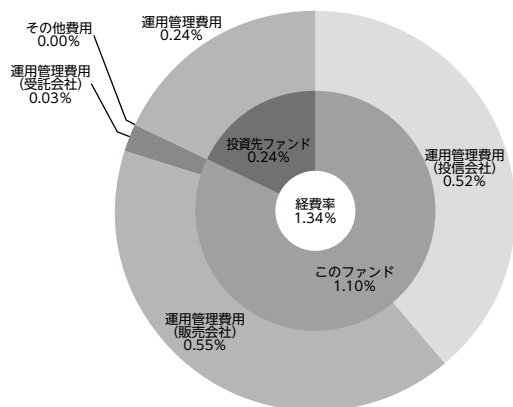 その他費用
0.00%
運用管理費用
0.24%
運用管理費用
(受託会社)
0.03%
投資先ファンド
0.24%
運用管理費用
(投信会社)
0.52%
経費率
1.34%
このファンド
1.10%
運用管理費用
(販売会社)
0.55%